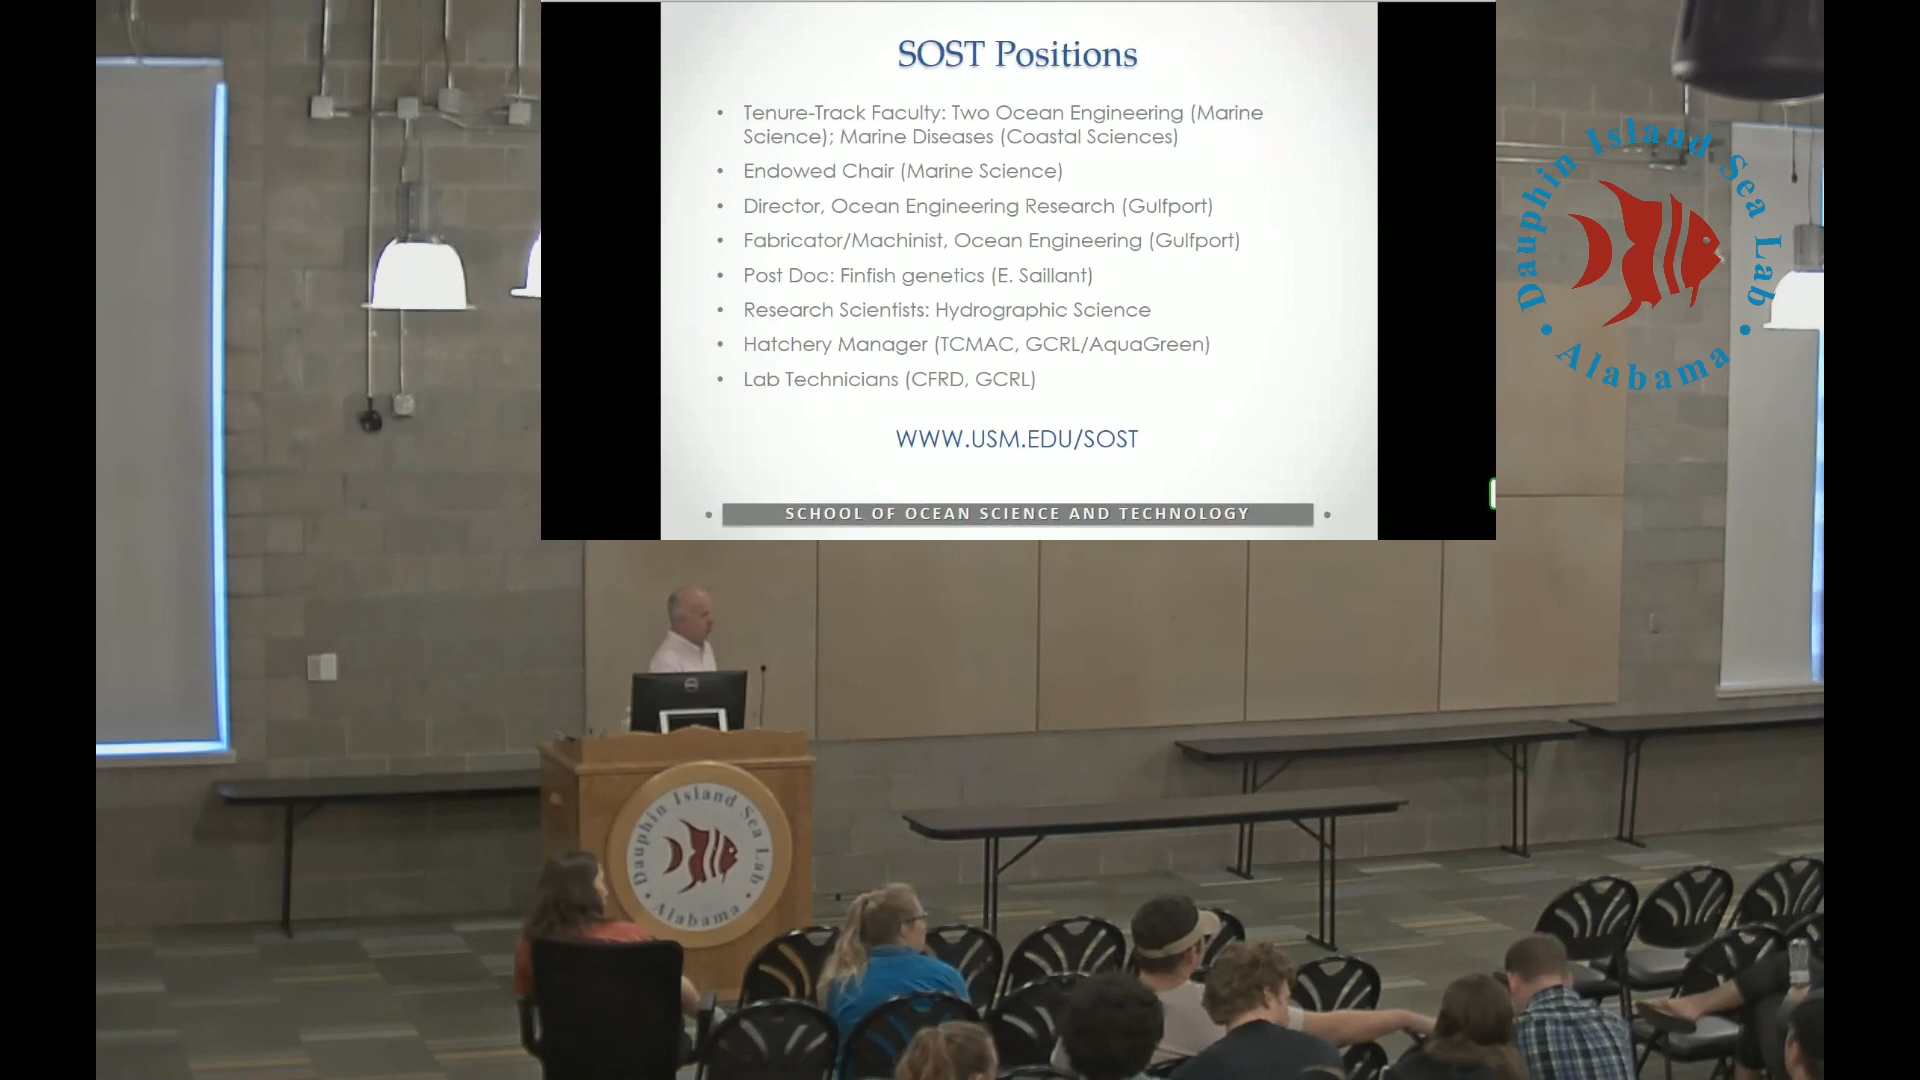 SOST Positions
• Tenure-Track Faculty: Two Ocean Engineering (Marine
Science); Marine Diseases (Coastal Sciences)
• Endowed Chair (Marine Science)
• Director, Ocean Engineering Research (Gulfport)
• Fabricator/Machinist, Ocean Engineering (Gulfport)
• Post Doc: Finfish genetics (E. Saillant)
• Research Scientists: Hydrographic Science
• Hatchery Manager (TCMAC, GCRL/AquaGreen)
• Lab Technicians (CFRD, GCRL)
WWW.USM.EDU/SOST
• SCHOOL OF OCEAN SCIENCE AND TECHNOLOGY •
Dauphin Island Sea Lab
• Alabama •
DELL
Dauphin Island Sea Lab
• Alabama •